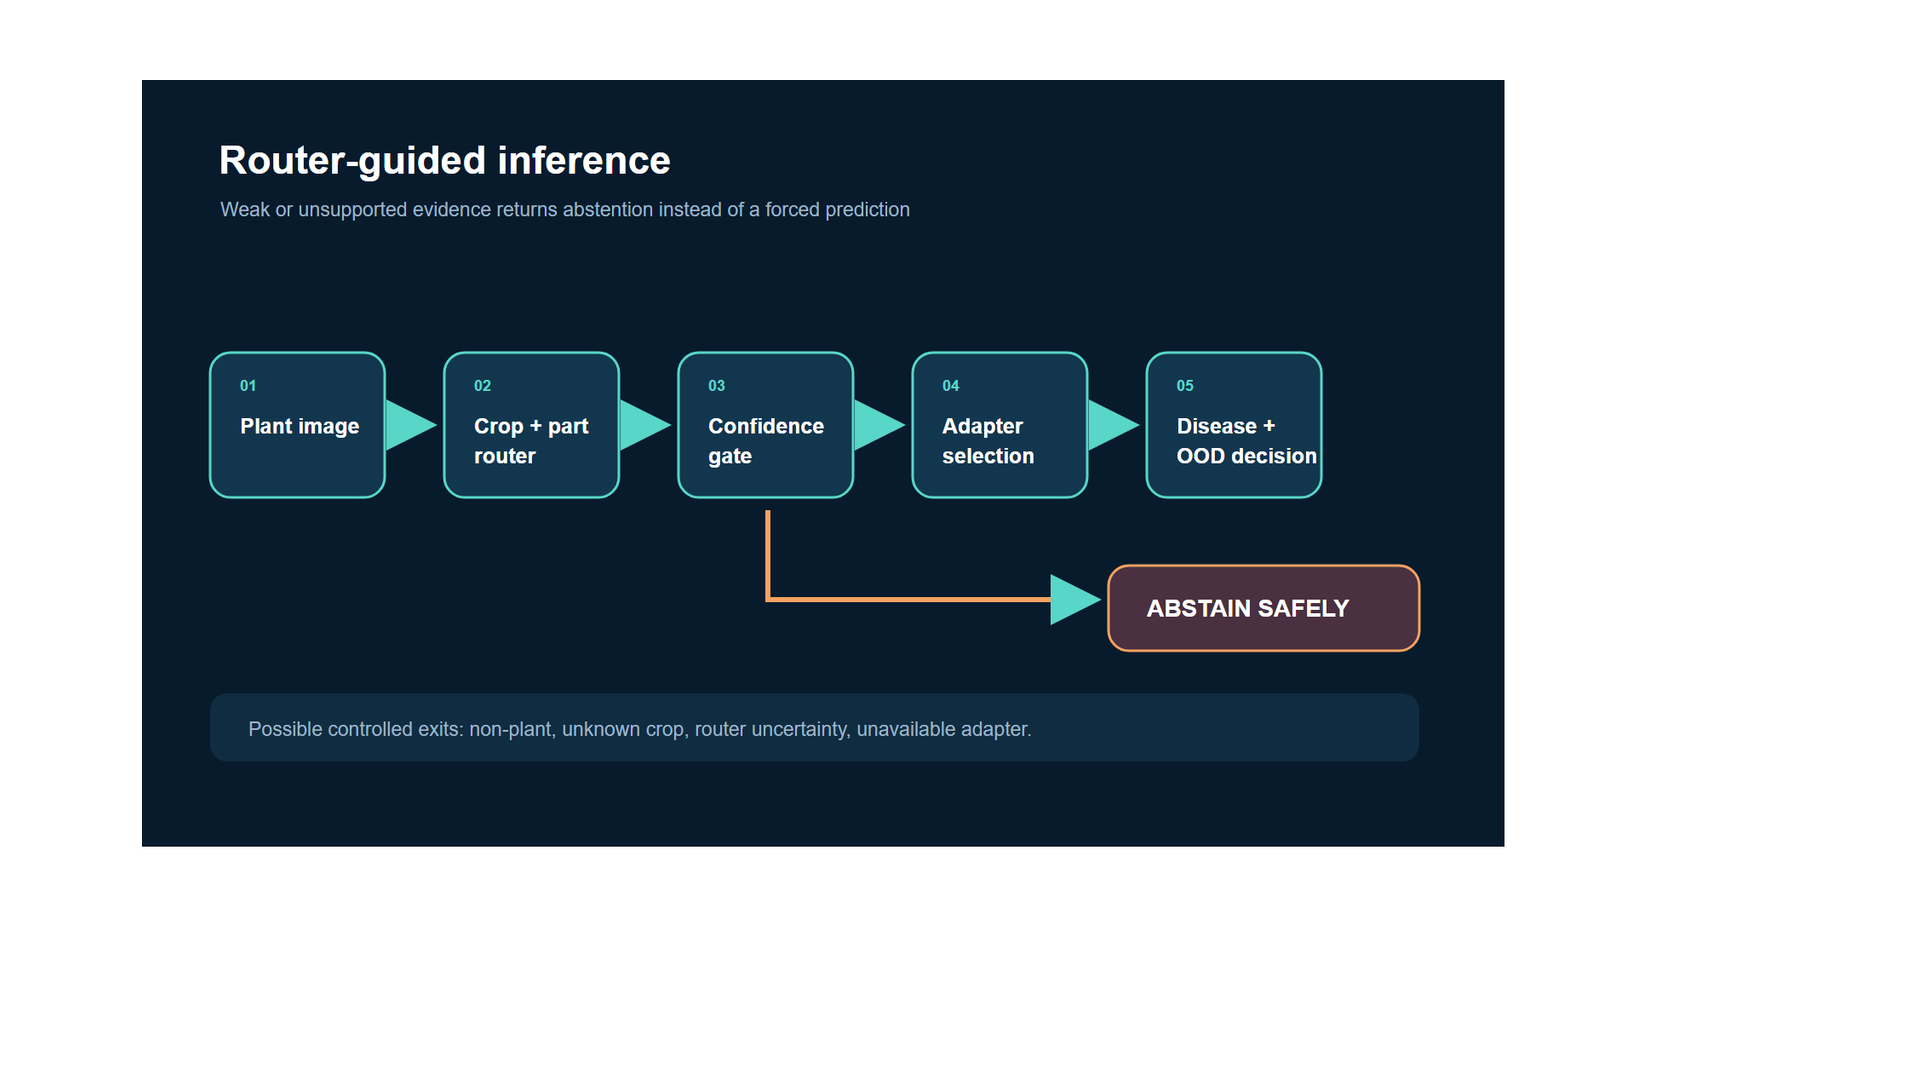 Router-guided inference
Weak or unsupported evidence returns abstention instead of a forced prediction
01
Plant image
02
Crop + part
router
03
Confidence
gate
04
Adapter
selection
05
Disease +
OOD decision
ABSTAIN SAFELY
Possible controlled exits: non-plant, unknown crop, router uncertainty, unavailable adapter.